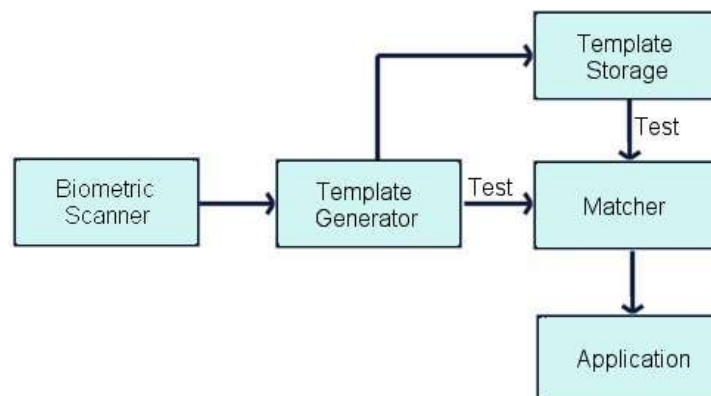 Template
Storage
Test
Biometric
Scanner
Template
Generator
Test
Matcher
Application